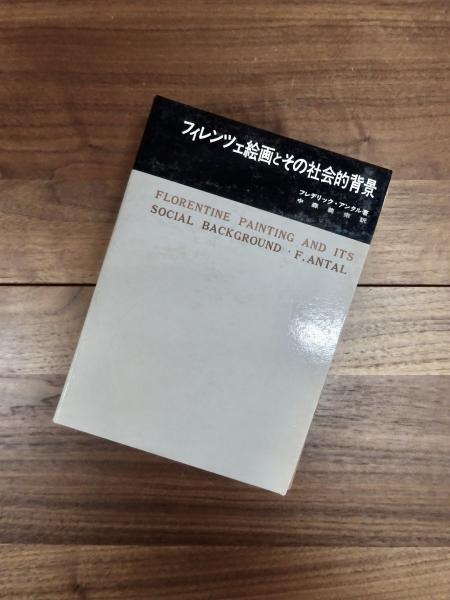 フィレンツェ絵画とその社会的背景
フレデリック・アンタル著
中森義宗訳
FLORENTINE PAINTING AND ITS
SOCIAL BACKGROUND・F.ANTAL